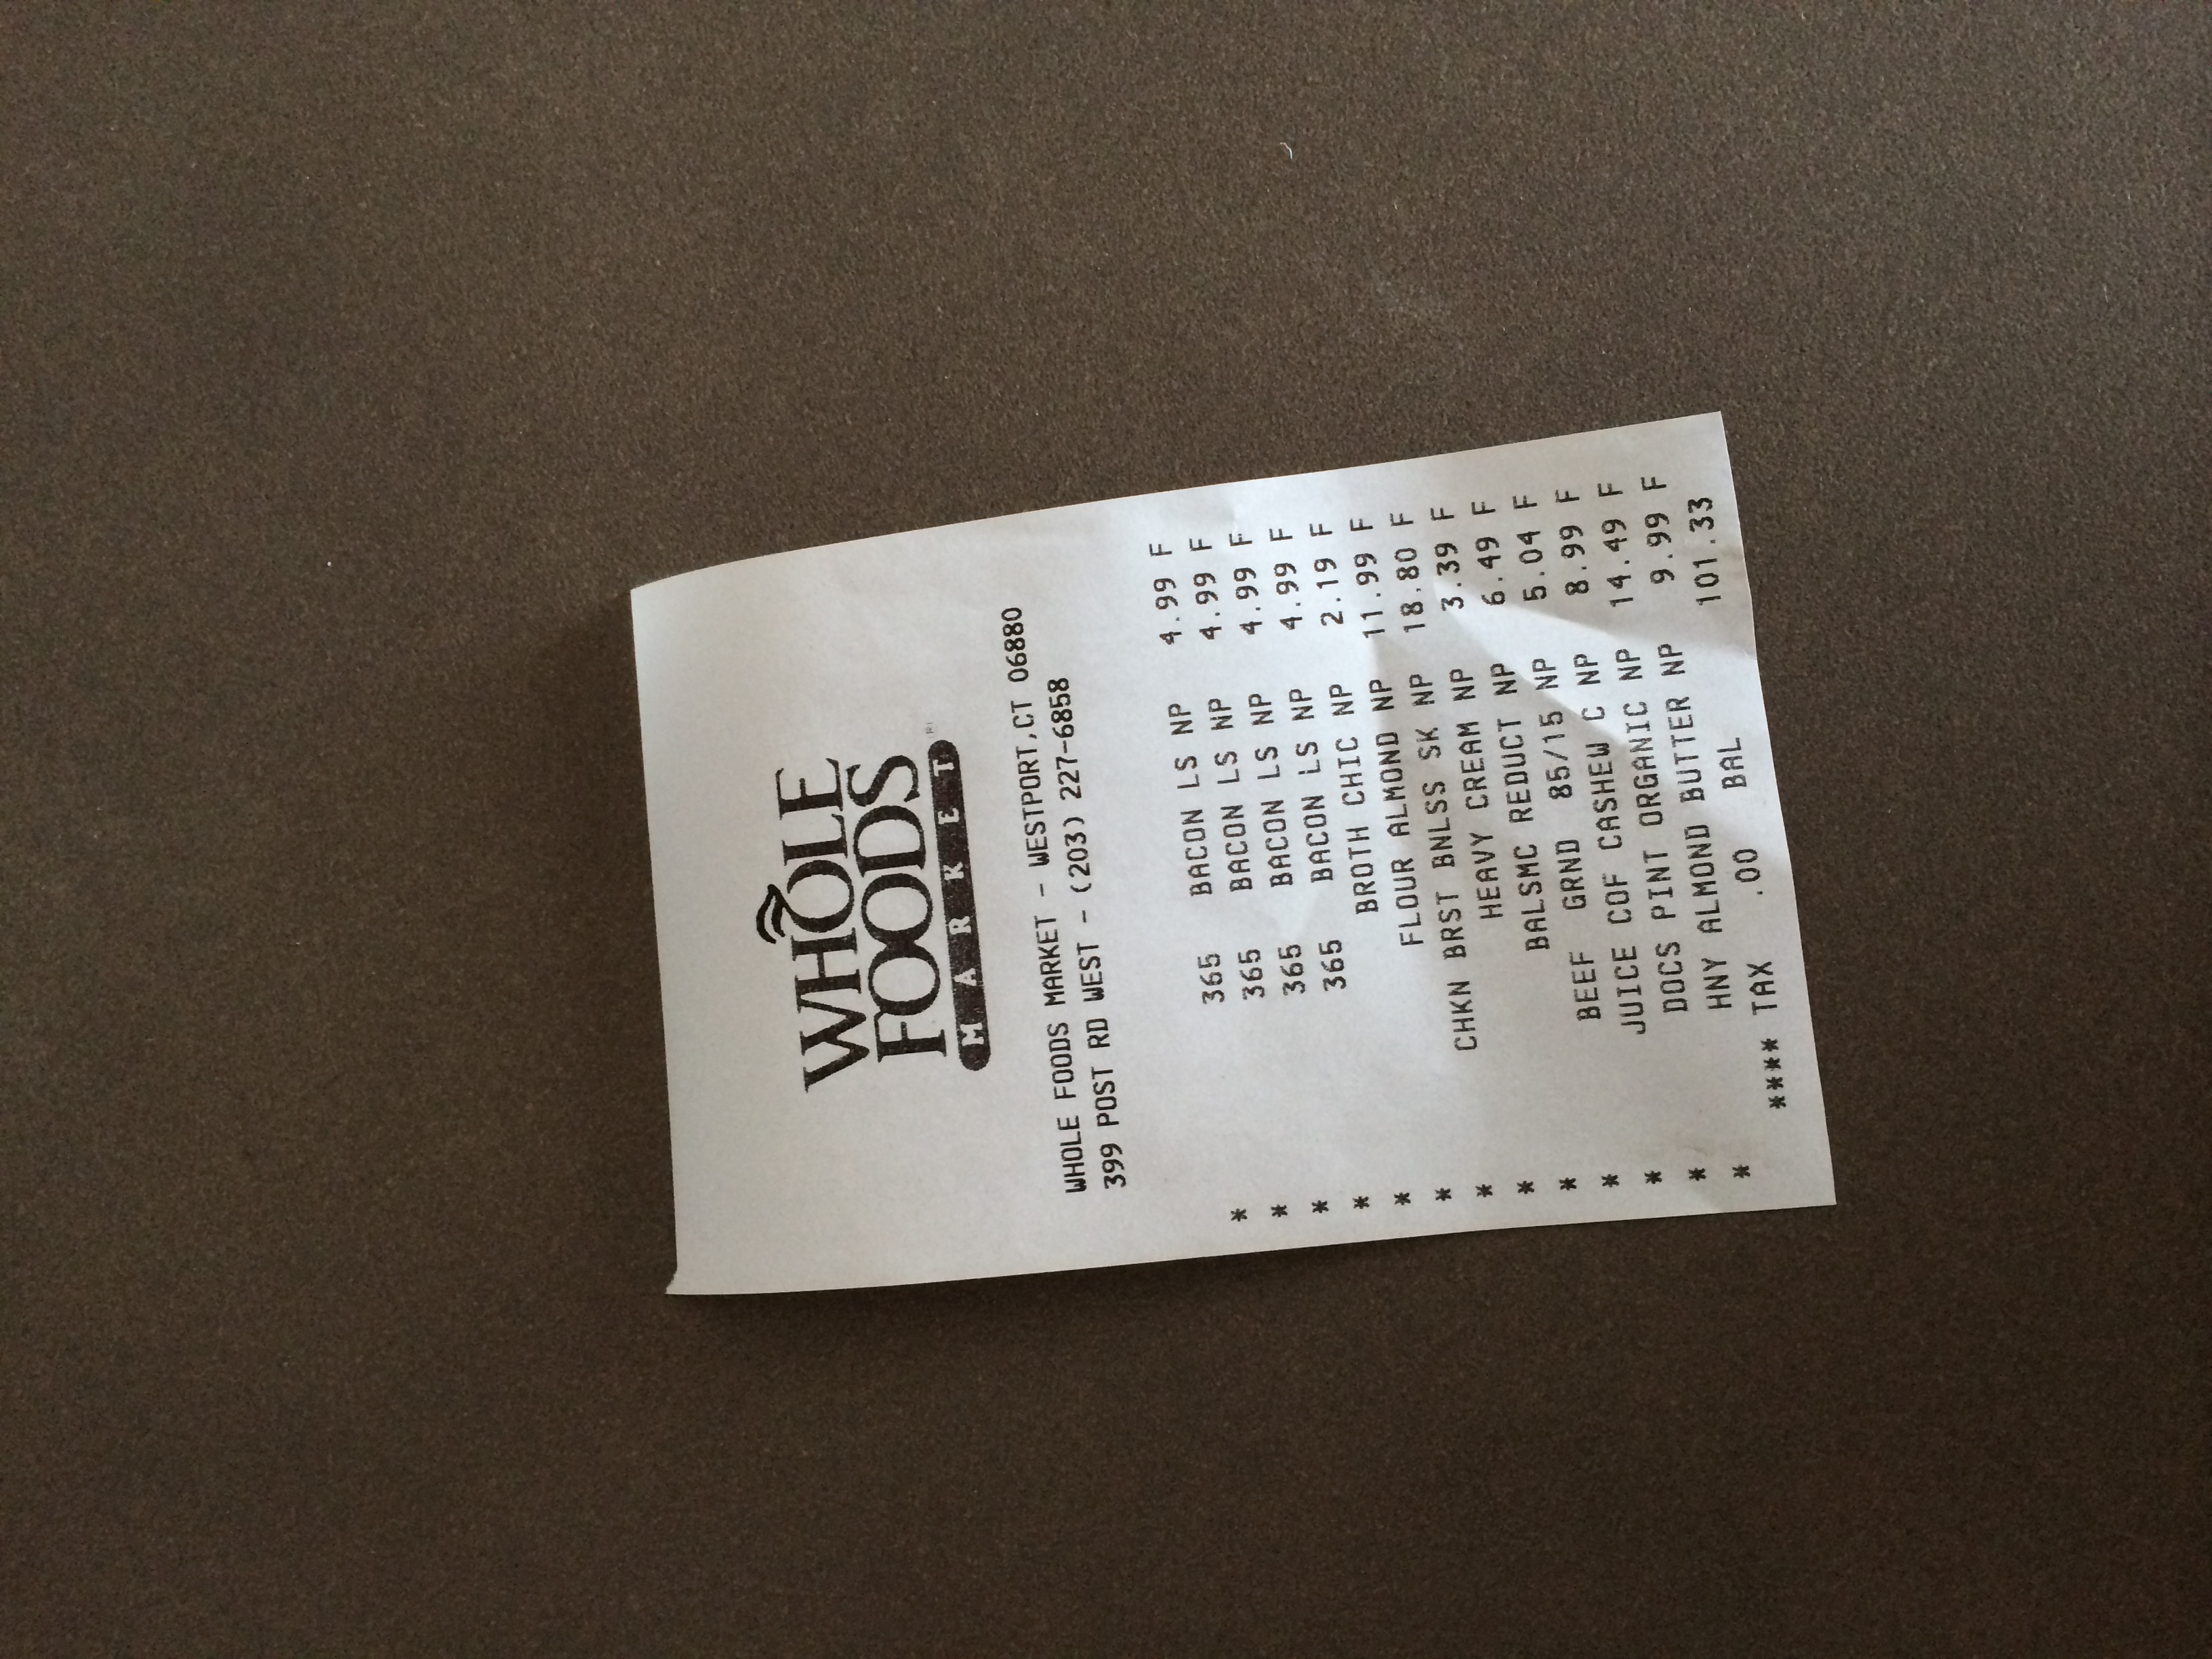 WHOLE
FOODS
MARKET
WHOLE FOODS MARKET - WESTPORT,CT 06880
399 POST RD WEST - (203) 227-6858
365 BACON LS NP 4.99 F
* 365 BACON LS NP 4.99 F
* 365 BACON LS NP 4.99 F
* 365 BACON LS NP 4.99 F
* BROTH CHIC NP 2.19 F
* FLOUR ALMOND NP 11.99 F
* CHKN BRST BNLSS SK NP 18.80 F
* HEAVY CREAM NP 3.39 F
* BALSMC REDUCT NP 6.49 F
* BEEF GRND 85/15 NP 5.04 F
* JUICE COF CASHEW C NP 8.99 F
* DOCS PINT ORGANIC NP 14.49 F
* HNY ALMOND BUTTER NP 9.99 F
* **** TAX .00 BAL 101.33